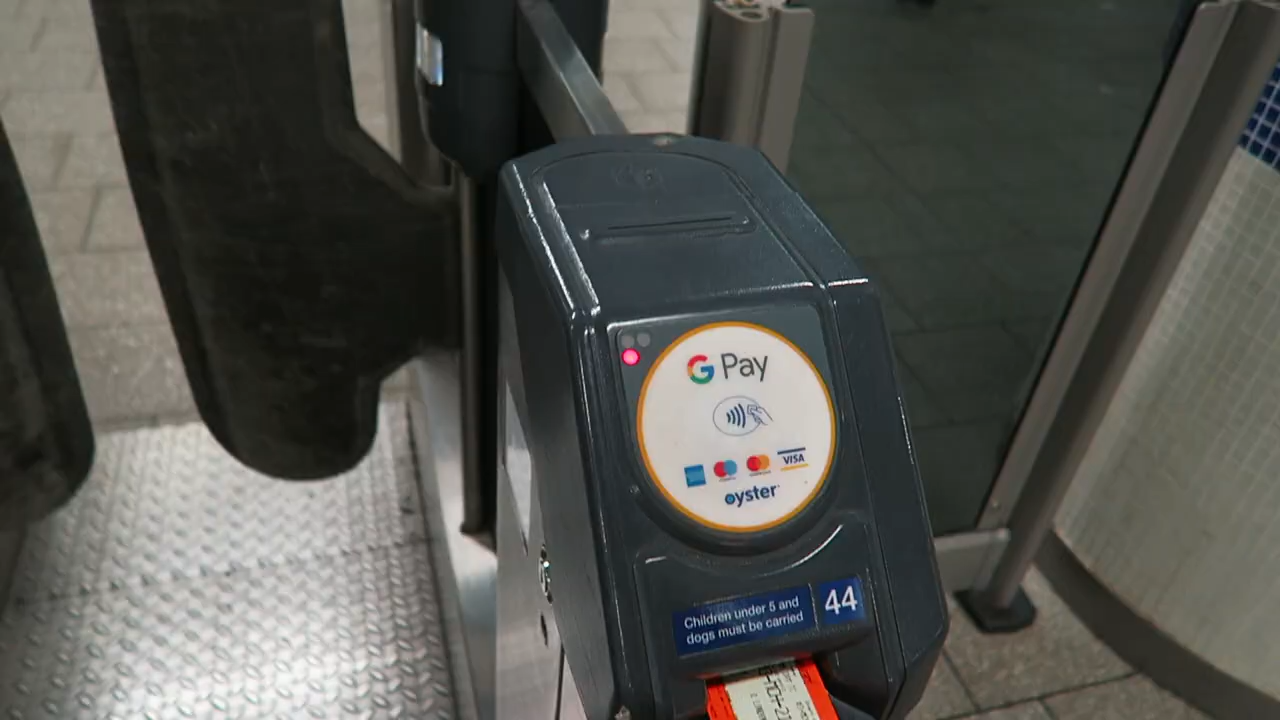 G Pay
VISA
oyster
Children under 5 and
dogs must be carried
44